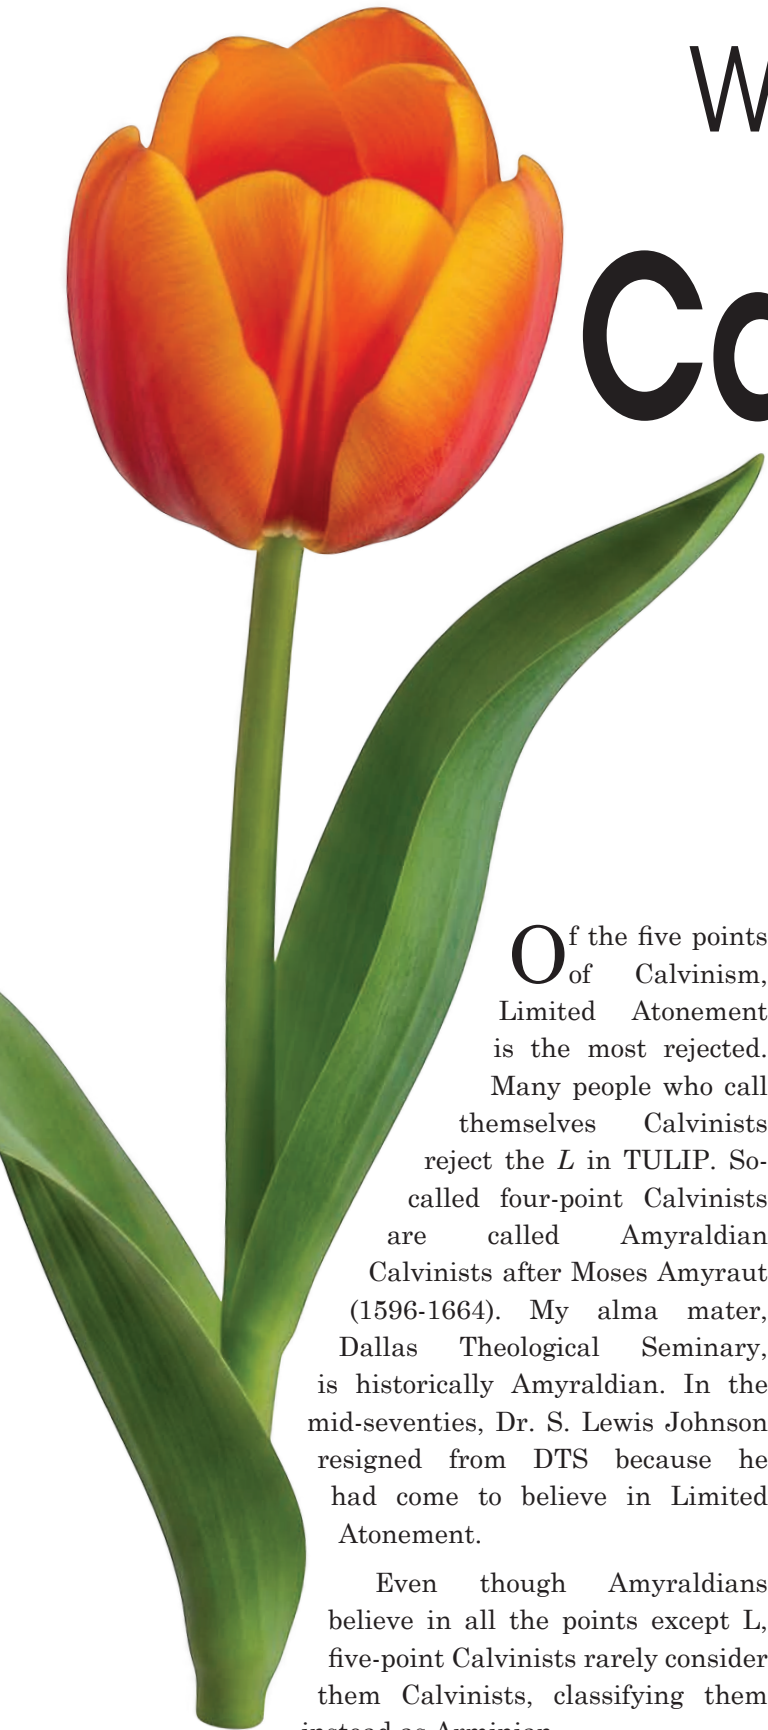 W
Ca
Of the five points
of Calvinism,
Limited Atonement
is the most rejected.
Many people who call
themselves Calvinists
reject the L in TULIP. So-
called four-point Calvinists
are called Amyraldian
Calvinists after Moses Amyraut
(1596-1664). My alma mater,
Dallas Theological Seminary,
is historically Amyraldian. In the
mid-seventies, Dr. S. Lewis Johnson
resigned from DTS because he
had come to believe in Limited
Atonement.
Even though Amyraldians
believe in all the points except L,
five-point Calvinists rarely consider
them Calvinists, classifying them
instead as Arminian